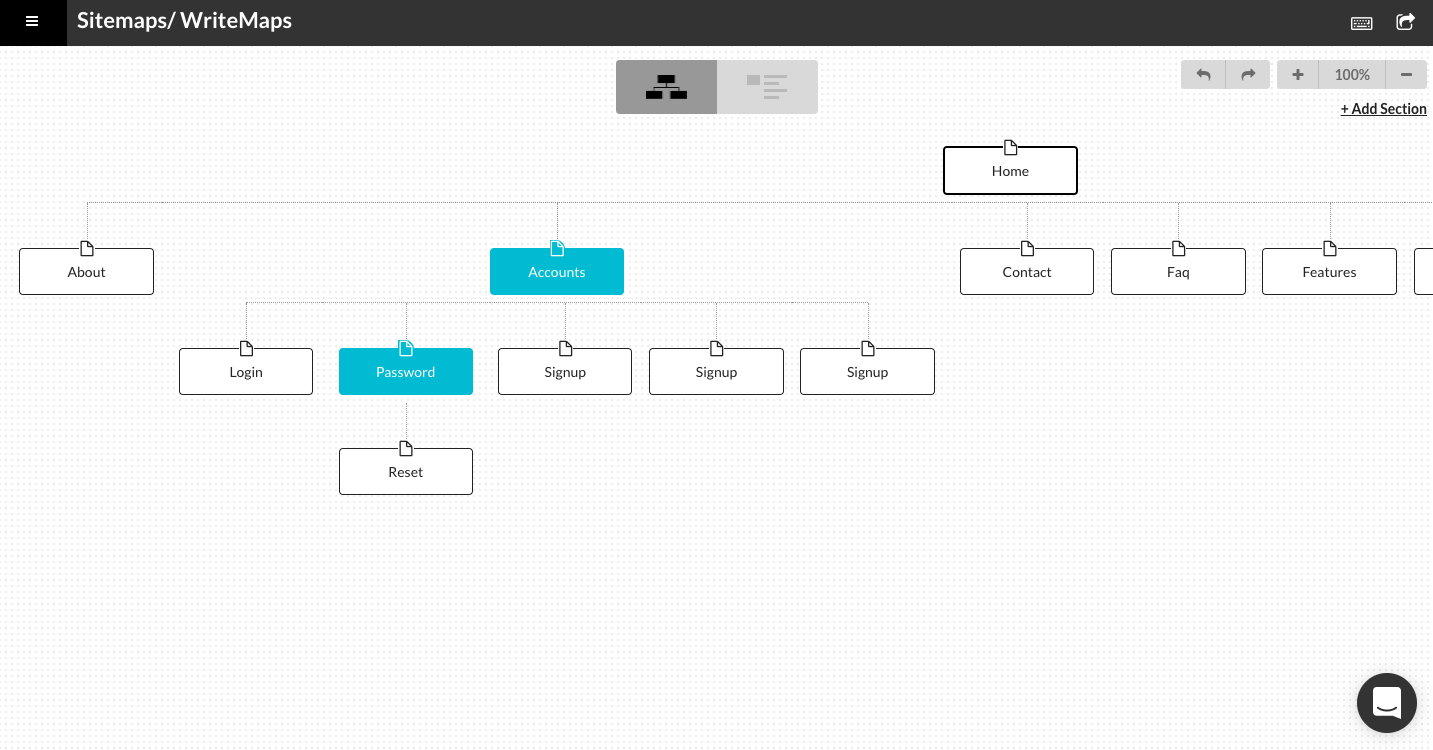 Sitemaps/ WriteMaps
100%
+ Add Section
Home
About
Accounts
Contact
Faq
Features
Login
Password
Signup
Signup
Signup
Reset